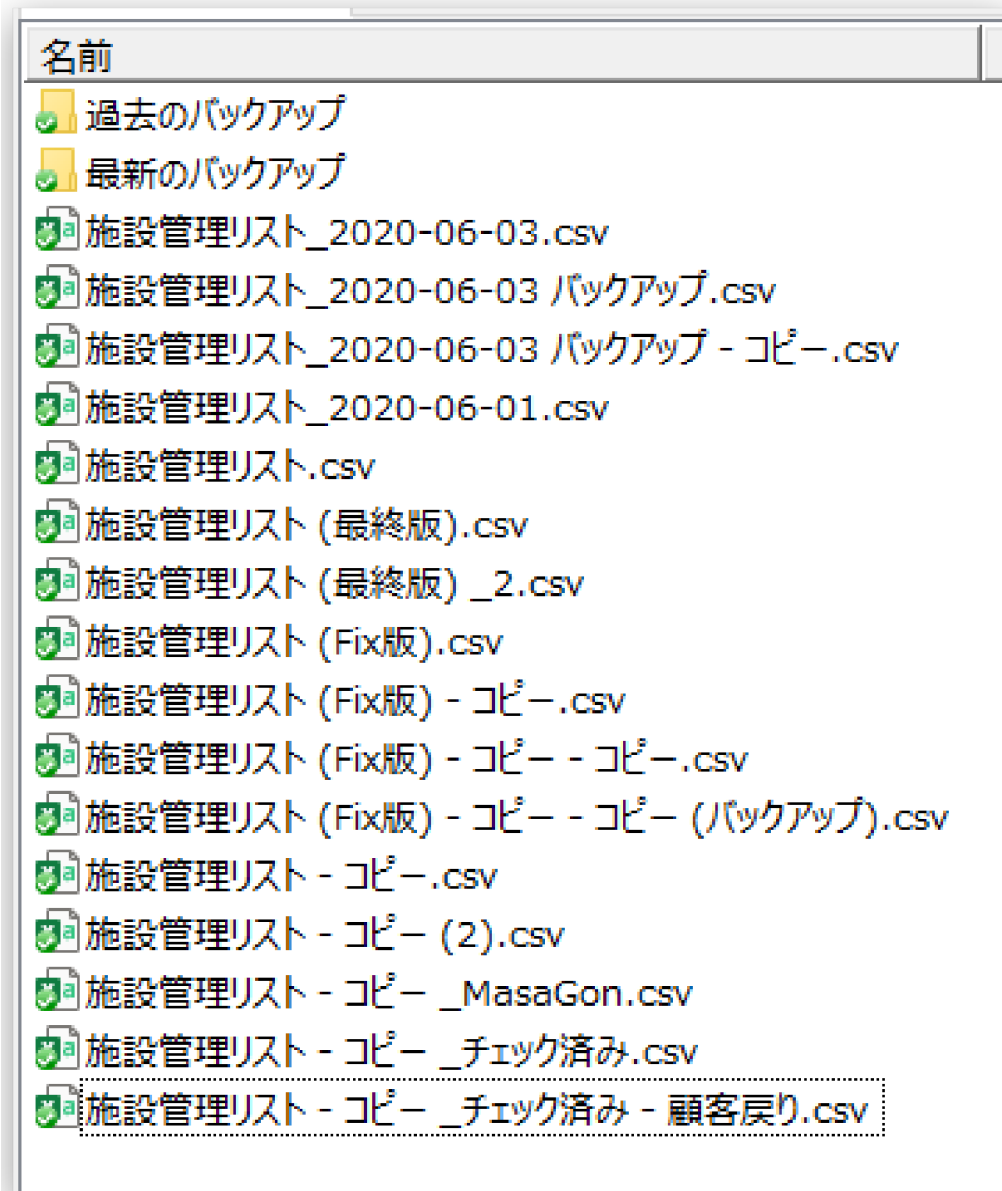 名前
過去のバックアップ
最新のバックアップ
施設管理リスト_2020-06-03.csv
施設管理リスト_2020-06-03 バックアップ.csv
施設管理リスト_2020-06-03 バックアップ - コピー.csv
施設管理リスト_2020-06-01.csv
施設管理リスト.csv
施設管理リスト (最終版).csv
施設管理リスト (最終版) _2.csv
施設管理リスト (Fix版).csv
施設管理リスト (Fix版) - コピー.csv
施設管理リスト (Fix版) - コピー - コピー.csv
施設管理リスト (Fix版) - コピー - コピー (バックアップ).csv
施設管理リスト - コピー.csv
施設管理リスト - コピー (2).csv
施設管理リスト - コピー _MasaGon.csv
施設管理リスト - コピー _チェック済み.csv
施設管理リスト - コピー _チェック済み - 顧客戻り.csv